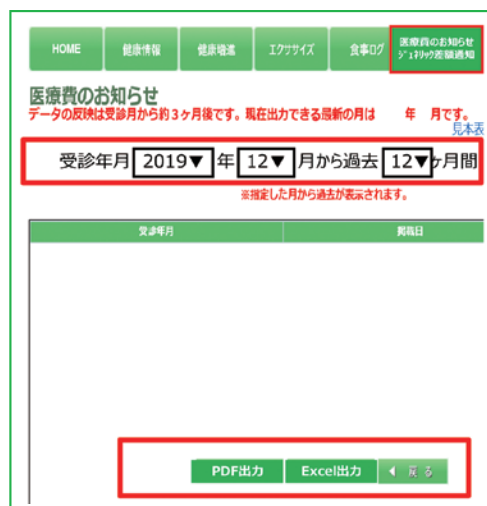 HOME 健康情報 健康増進 エクササイズ 食事ログ 医療費のお知らせ
ジェネリック差額通知
医療費のお知らせ
データの反映は受診月から約3ヶ月後です。現在出力できる最新の月は 年 月です。
見本表
受診年月 2019▼ 年 12▼ 月から過去 12▼ ヶ月間
※指定した月から過去が表示されます。
受診年月 掲載日
PDF出力 Excel出力 ◀ 戻る